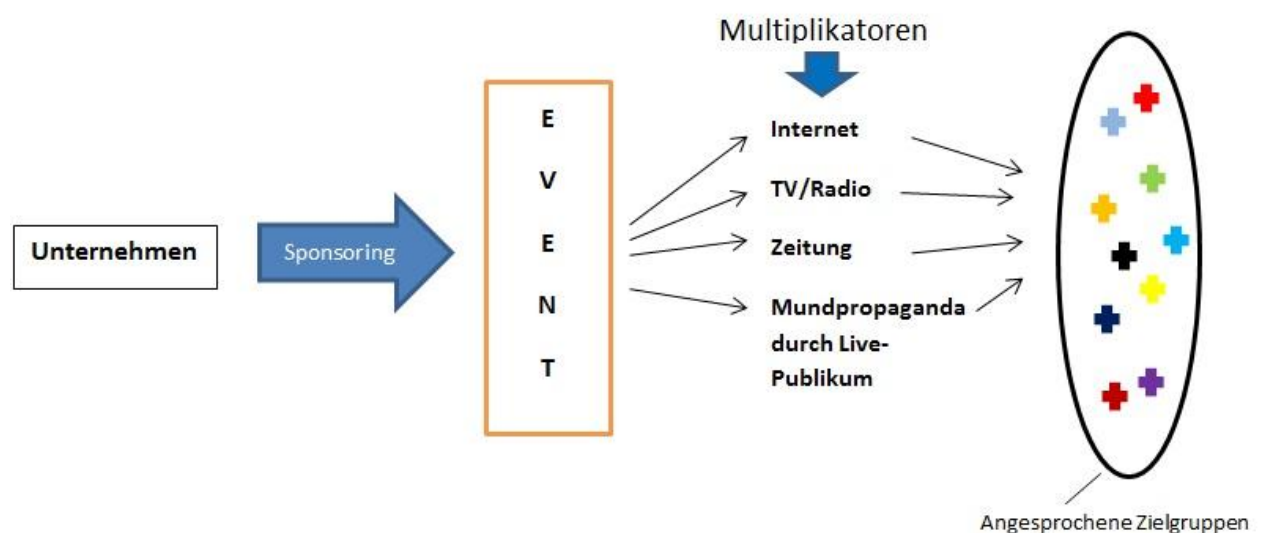 Unternehmen
Sponsoring
E
V
E
N
T
Multiplikatoren
Internet
TV/Radio
Zeitung
Mundpropaganda
durch Live-
Publikum
Angesprochene Zielgruppen